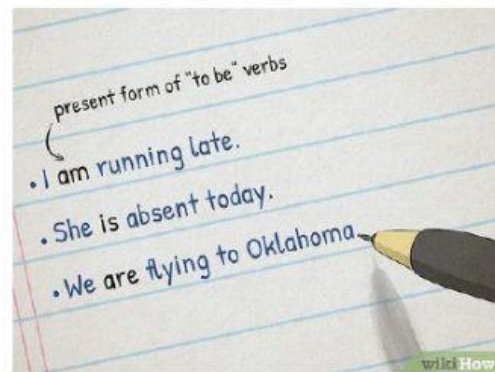 present form of "to be" verbs
• I am running late.
• She is absent today.
• We are flying to Oklahoma
wikiHow